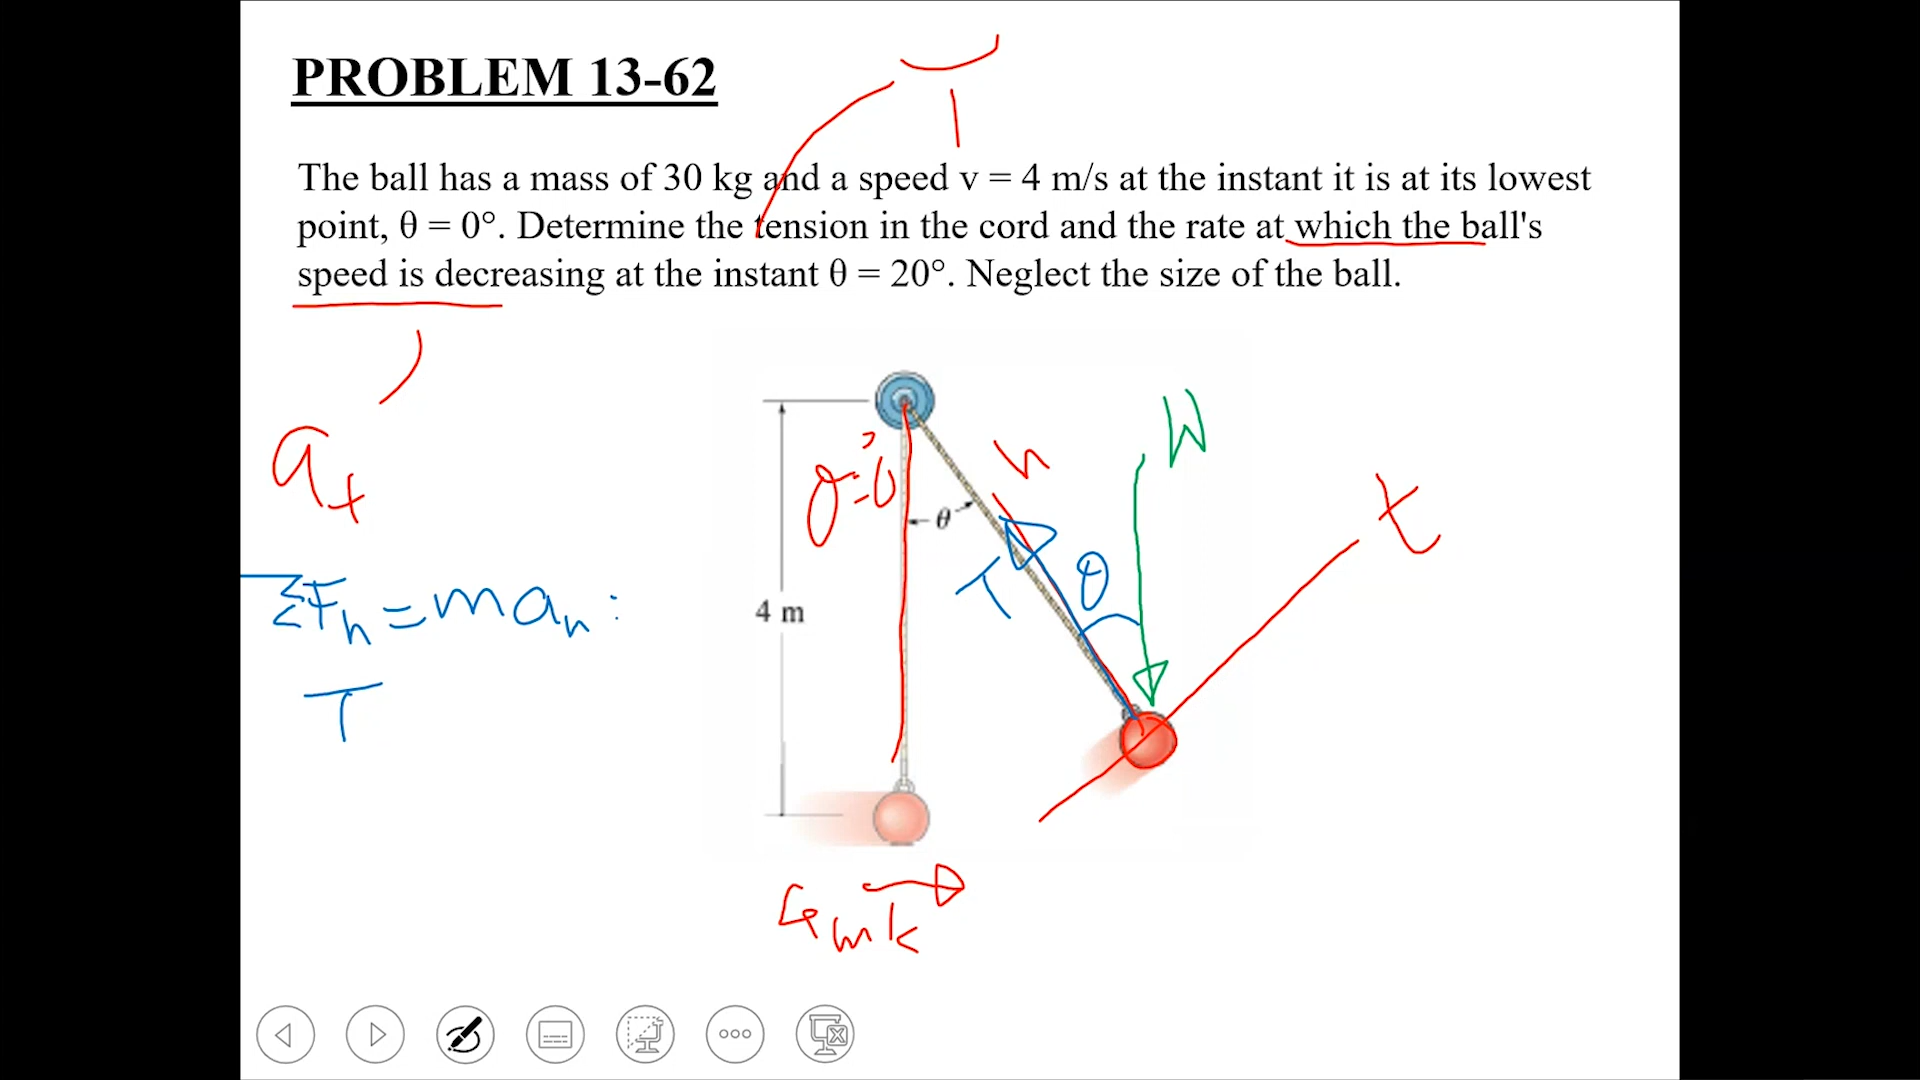 PROBLEM 13-62
The ball has a mass of 30 kg and a speed v = 4 m/s at the instant it is at its lowest
point, θ = 0°. Determine the tension in the cord and the rate at which the ball's
speed is decreasing at the instant θ = 20°. Neglect the size of the ball.
a_t
ΣF_n = ma_n :
T
θ=0°
θ
n
W
t
T
θ
4 m
4 m/s